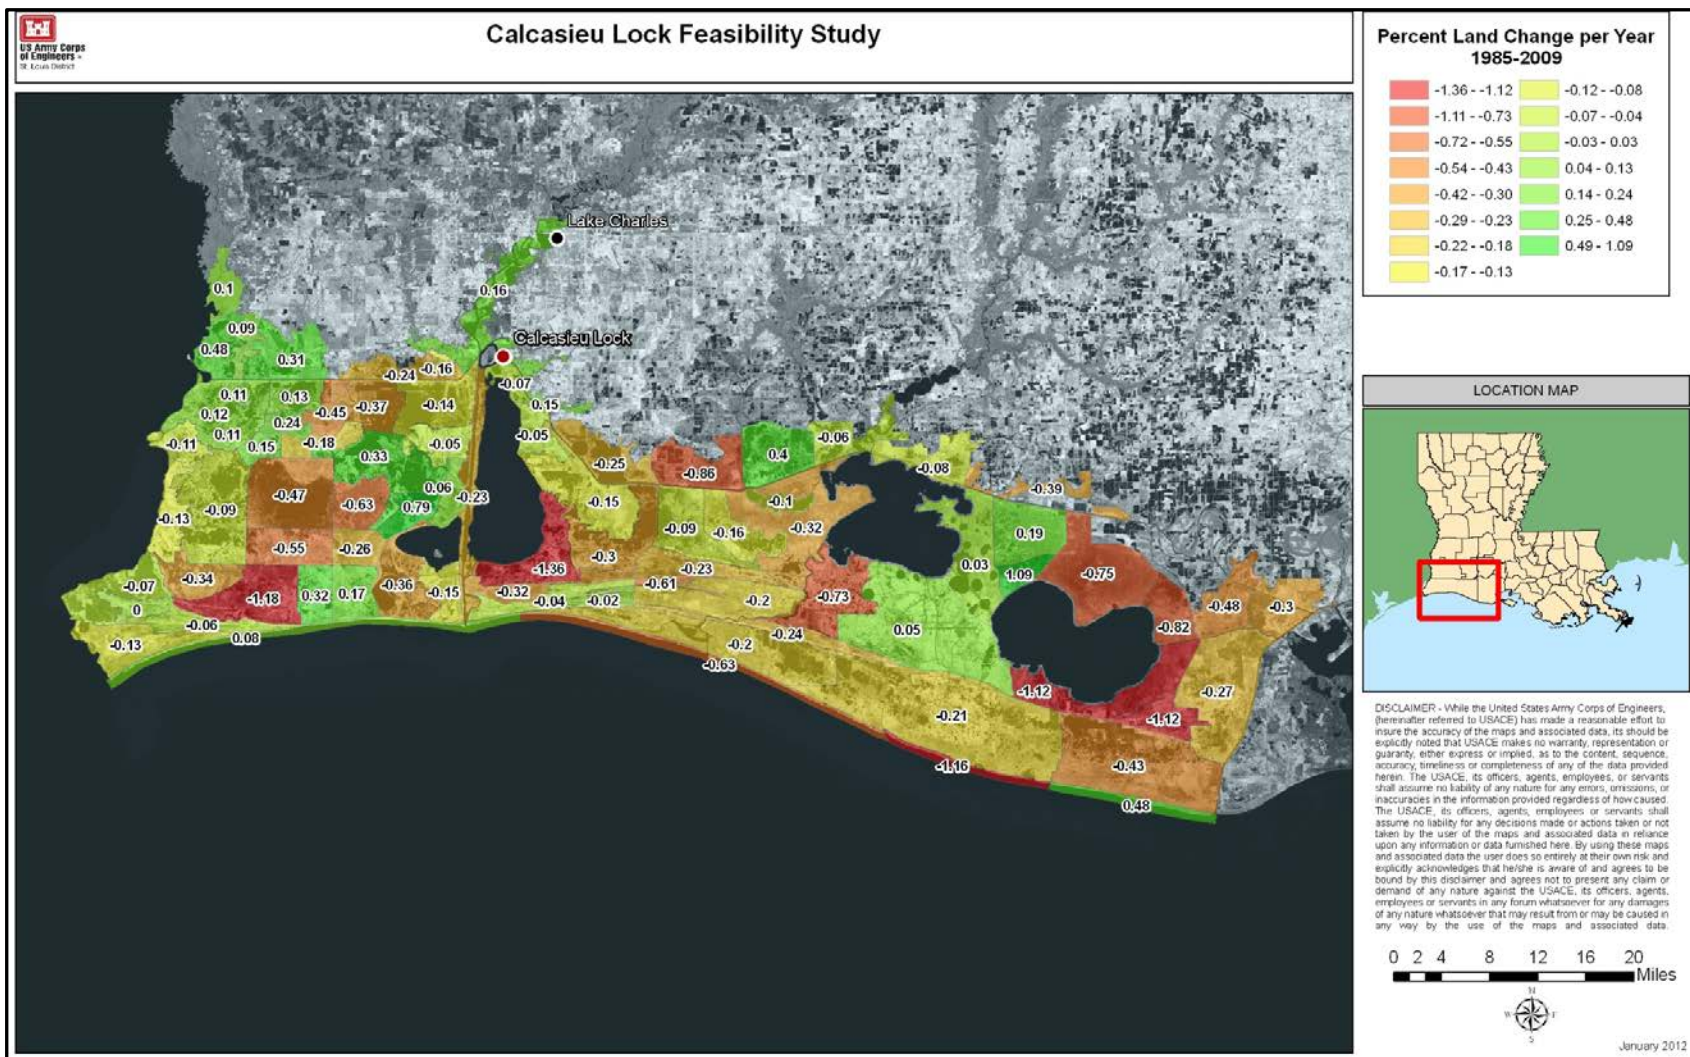 US Army Corps
of Engineers ®
St. Louis District
Calcasieu Lock Feasibility Study
Percent Land Change per Year
1985-2009
-1.36 - -1.12
-1.11 - -0.73
-0.72 - -0.55
-0.54 - -0.43
-0.42 - -0.30
-0.29 - -0.23
-0.22 - -0.18
-0.17 - -0.13
-0.12 - -0.08
-0.07 - -0.04
-0.03 - 0.03
0.04 - 0.13
0.14 - 0.24
0.25 - 0.48
0.49 - 1.09
Lake Charles
0.16
0.1
0.09
0.48
0.31
Calcasieu Lock
-0.24
-0.16
-0.07
0.11
0.13
-0.45
-0.37
-0.14
0.15
0.12
0.24
0.11
-0.11
0.15
-0.18
-0.05
-0.05
0.33
-0.25
-0.86
0.4
-0.06
-0.08
-0.39
-0.47
0.06
-0.23
-0.63
0.79
-0.15
-0.1
-0.09
-0.13
-0.09
-0.16
-0.32
0.19
-0.55
-0.26
-0.3
-1.36
-0.23
0.03
1.09
-0.75
-0.07
-0.34
-0.36
-0.61
-1.18
0.32
0.17
-0.15
-0.32
-0.04
-0.02
-0.2
-0.73
-0.48
-0.3
0
-0.06
0.08
-0.13
-0.24
0.05
-0.82
-0.2
-0.63
-1.12
-0.27
-0.21
-1.12
-1.16
-0.43
0.48
LOCATION MAP
DISCLAIMER - While the United States Army Corps of Engineers,
(hereinafter referred to USACE) has made a reasonable effort to
insure the accuracy of the maps and associated data, its should be
explicitly noted that USACE makes no warranty, representation or
guaranty, either express or implied, as to the content, sequence,
accuracy, timeliness or completeness of any of the data provided
herein. The USACE, its officers, agents, employees, or servants
shall assume no liability of any nature for any errors, omissions, or
inaccuracies in the information provided regardless of how caused.
The USACE, its officers, agents, employees or servants shall
assume no liability for any decisions made or actions taken or not
taken by the user of the maps and associated data in reliance
upon any information or data furnished here. By using these maps
and associated data the user does so entirely at their own risk and
explicitly acknowledges that he/she is aware of and agrees to be
bound by this disclaimer and agrees not to present any claim or
demand of any nature against the USACE, its officers, agents,
employees or servants in any forum whatsoever for any damages
of any nature whatsoever that may result from or may be caused in
any way by the use of the maps and associated data.
0 2 4 8 12 16 20
Miles
N
W E
S
January 2012